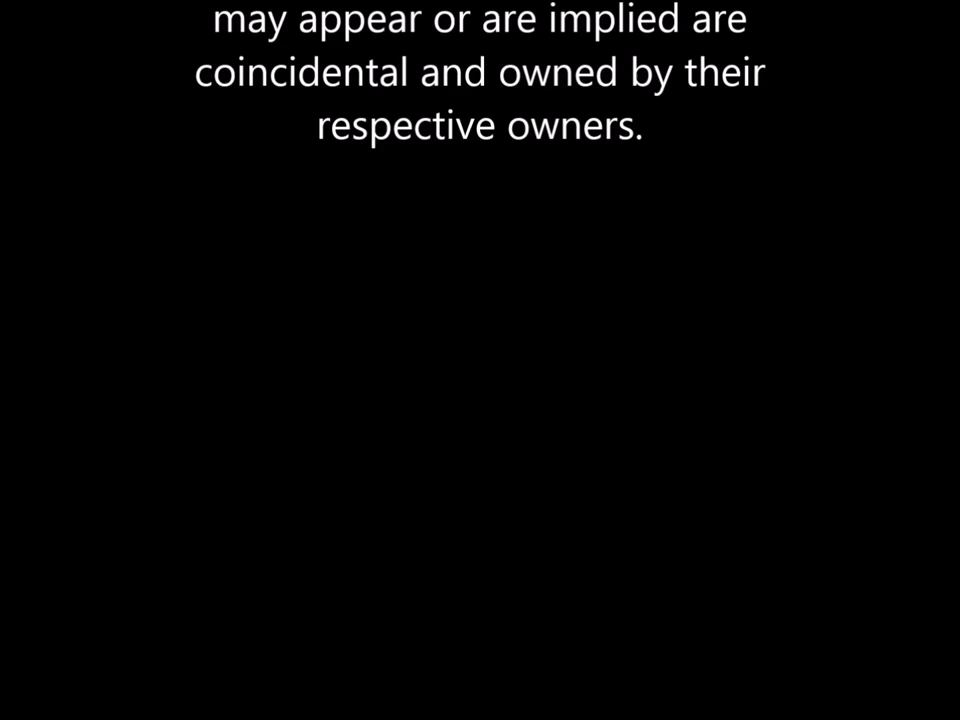 may appear or are implied are
coincidental and owned by their
respective owners.